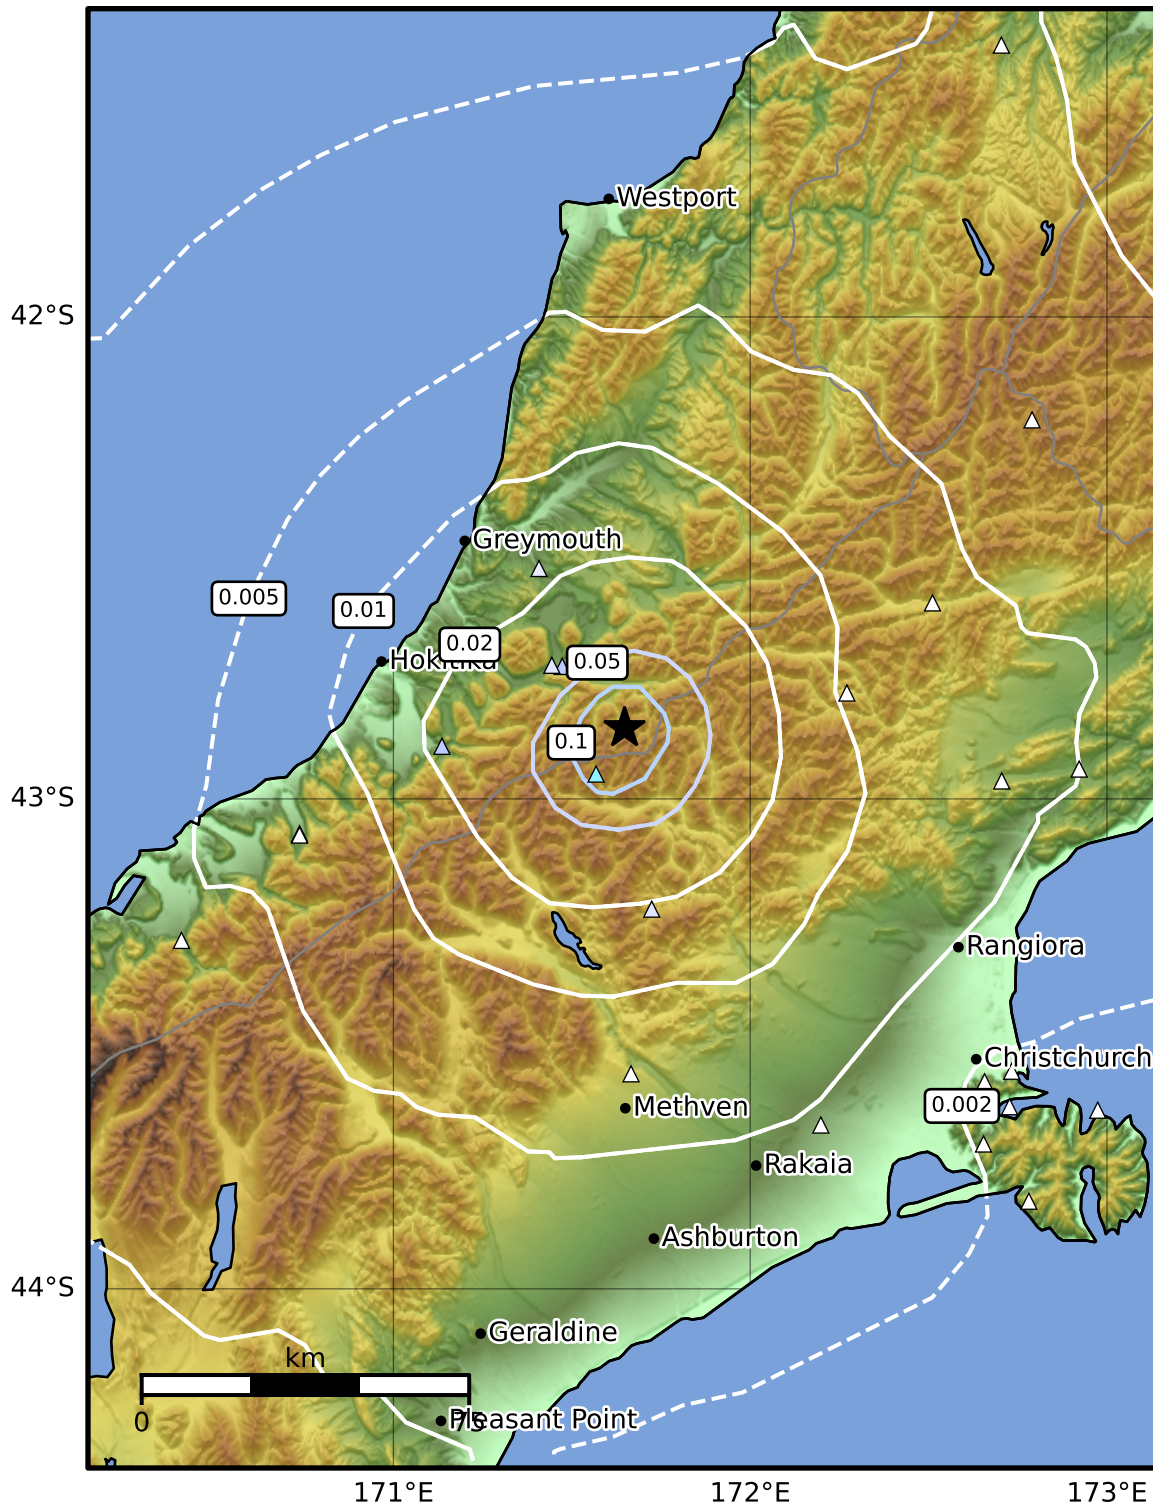 Westport
42°S
Greymouth
0.005
0.01
0.02
Hokitika
0.05
0.1
43°S
Rangiora
Christchurch
0.002
Methven
Rakaia
Ashburton
44°S
Geraldine
km
0
75
Pleasant Point
171°E
172°E
173°E